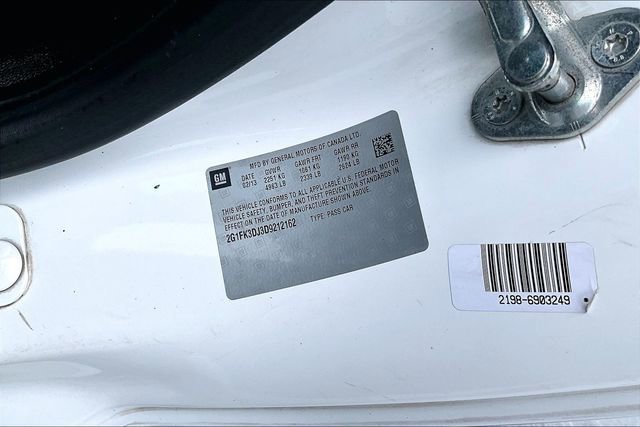 GM
MFD BY GENERAL MOTORS OF CANADA LTD.
DATE GVWR GAWR FRT GAWR RR
02/13 2251 KG 1061 KG 1190 KG
4963 LB 2339 LB 2624 LB
THIS VEHICLE CONFORMS TO ALL APPLICABLE U.S. FEDERAL MOTOR
VEHICLE SAFETY, BUMPER, AND THEFT PREVENTION STANDARDS IN
EFFECT ON THE DATE OF MANUFACTURE SHOWN ABOVE.
2G1FK3DJ3D9212162 TYPE: PASS CAR
2198-6903249